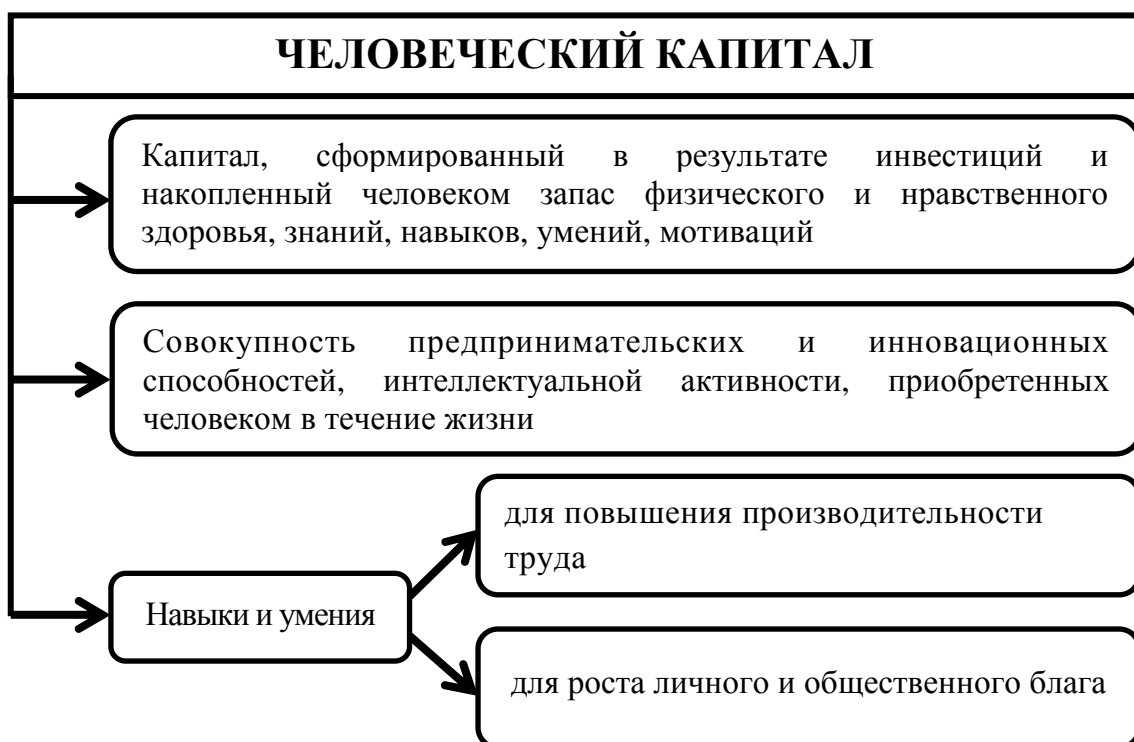 ЧЕЛОВЕЧЕСКИЙ КАПИТАЛ
Капитал, сформированный в результате инвестиций и
накопленный человеком запас физического и нравственного
здоровья, знаний, навыков, умений, мотиваций
Совокупность предпринимательских и инновационных
способностей, интеллектуальной активности, приобретенных
человеком в течение жизни
для повышения производительности
труда
Навыки и умения
для роста личного и общественного блага